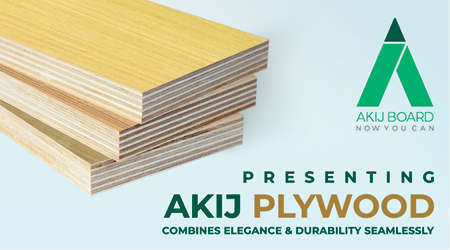 AKIJ BOARD
NOW YOU CAN
PRESENTING
AKIJ PLYWOOD
COMBINES ELEGANCE & DURABILITY SEAMLESSLY